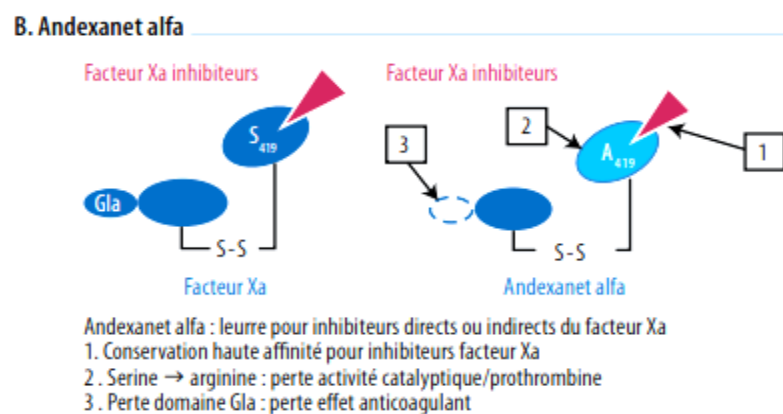 B. Andexanet alfa
Facteur Xa inhibiteurs
Facteur Xa inhibiteurs
S419
Gla
S-S
Facteur Xa
3
2
A419
1
S-S
Andexanet alfa
Andexanet alfa : leurre pour inhibiteurs directs ou indirects du facteur Xa
1. Conservation haute affinité pour inhibiteurs facteur Xa
2 . Serine → arginine : perte activité catalytique/prothrombine
3 . Perte domaine Gla : perte effet anticoagulant